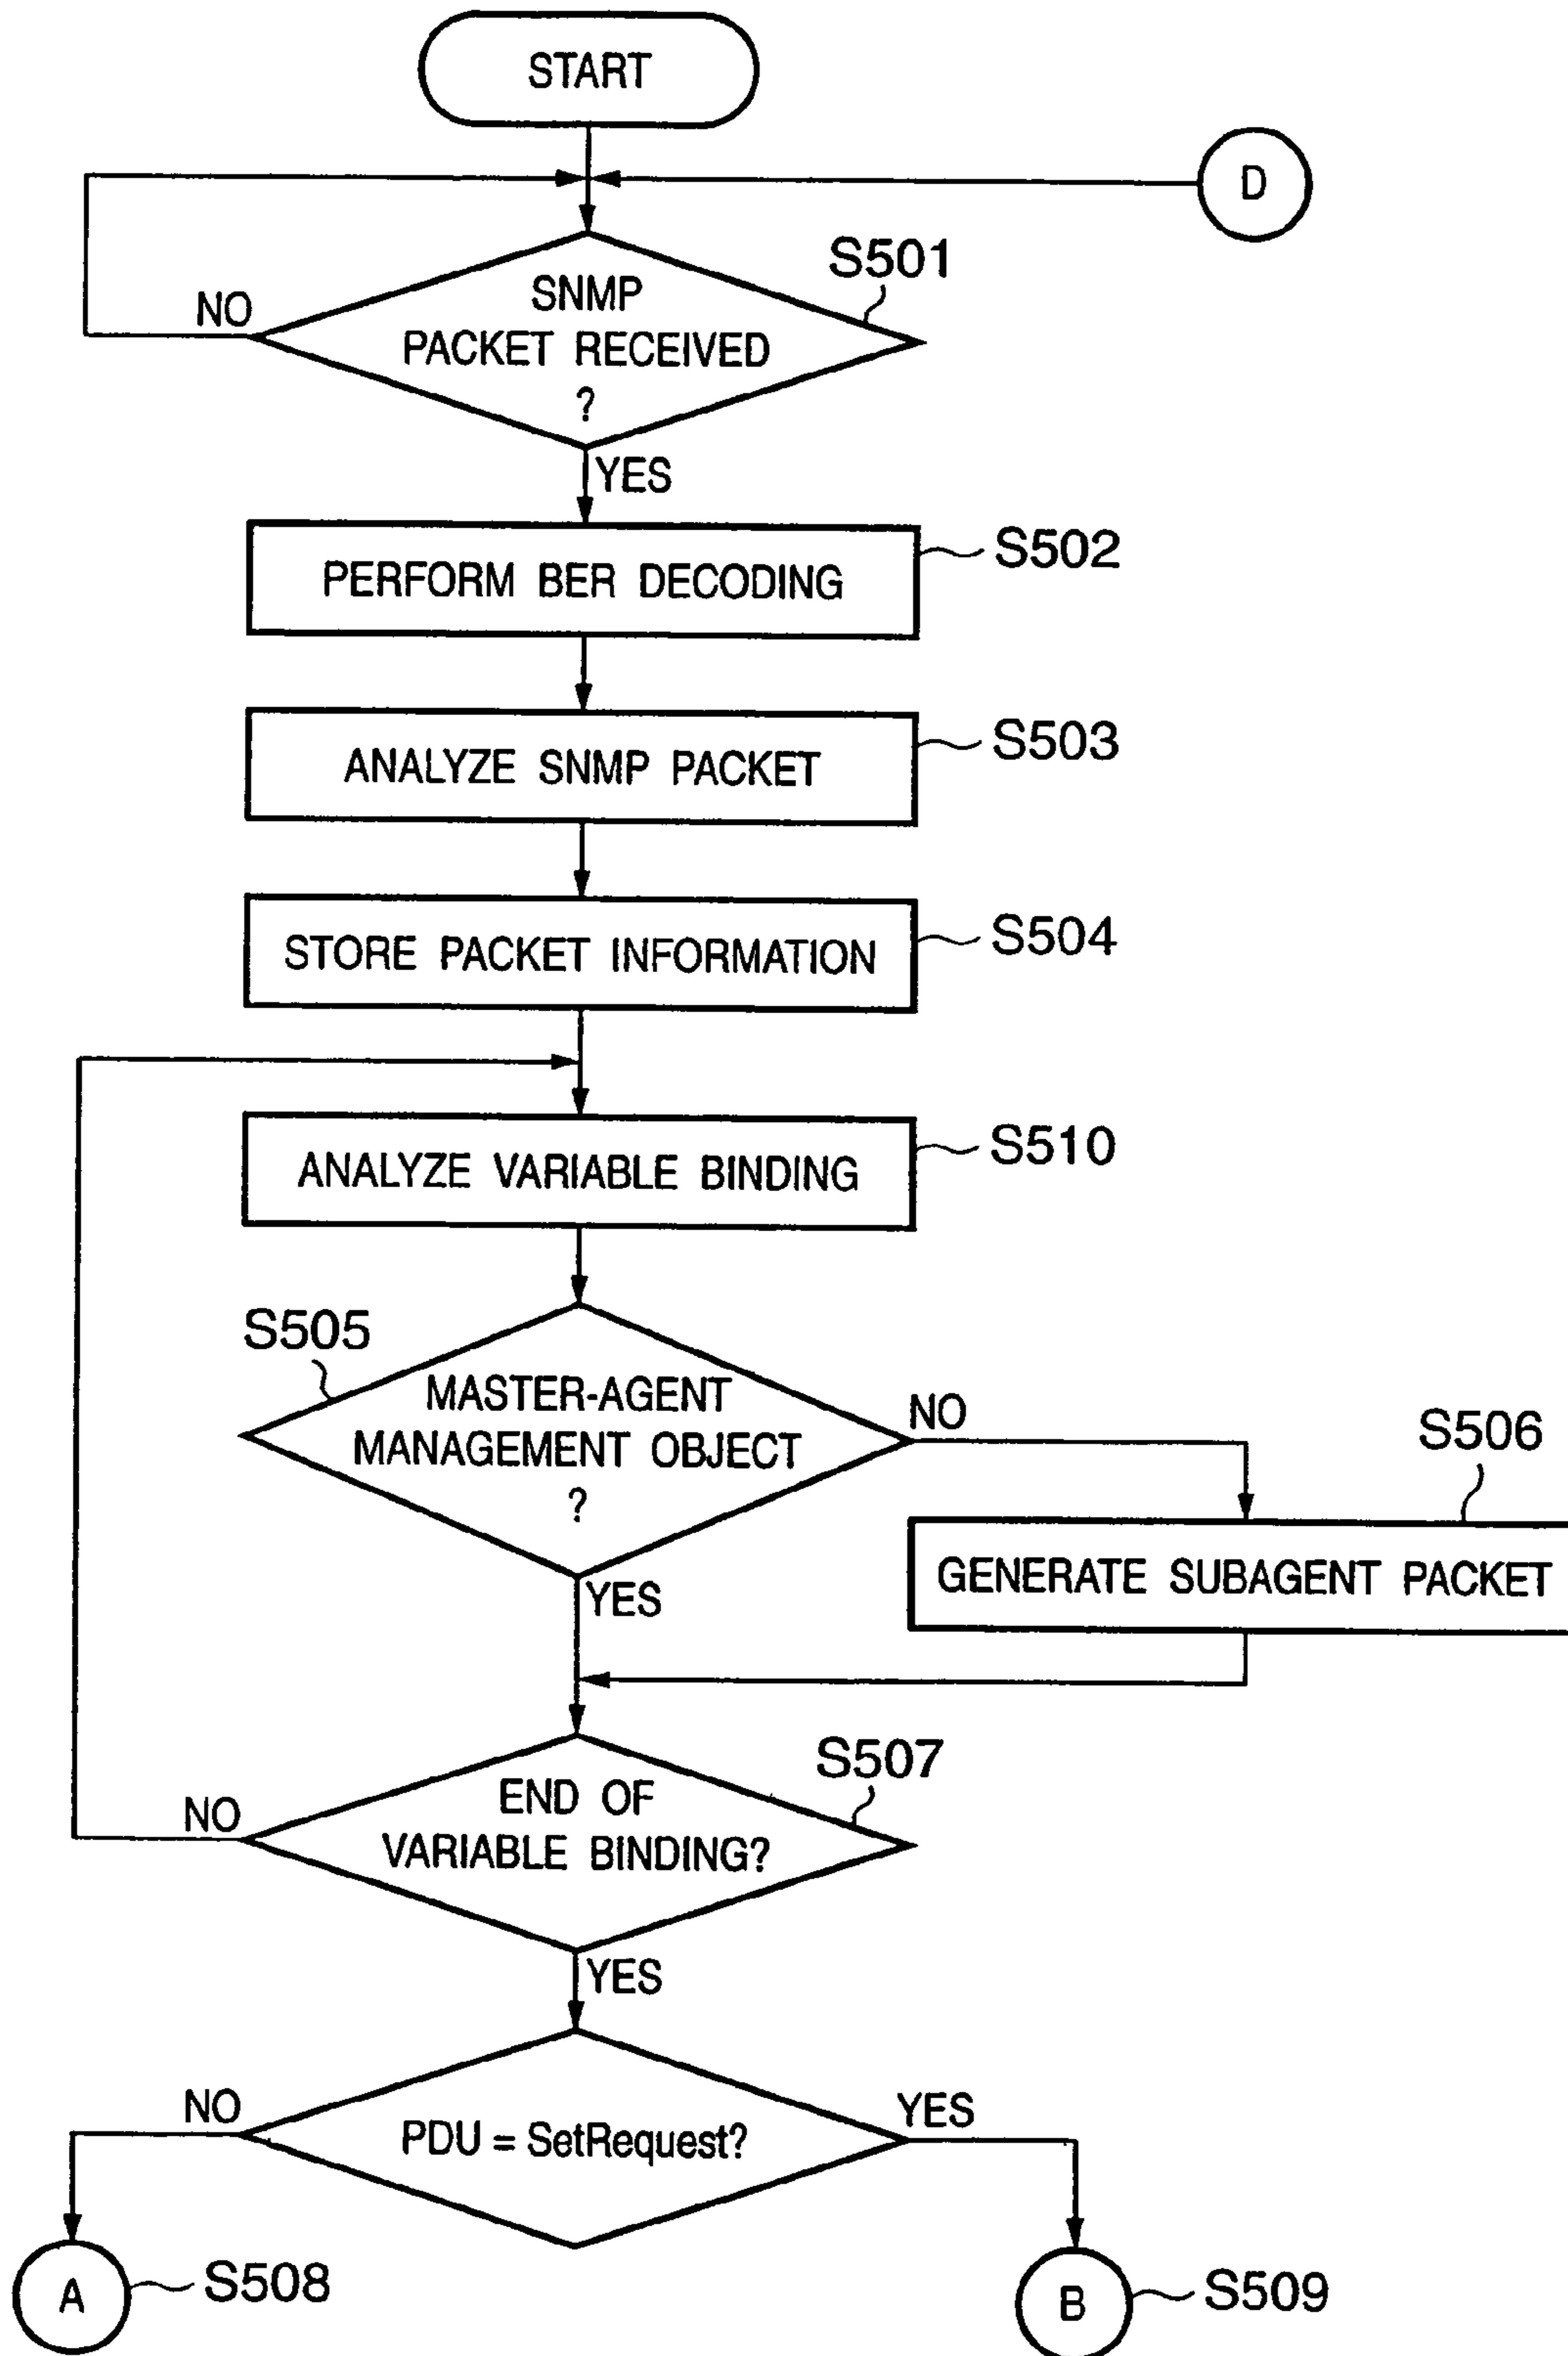 START
D
S501
SNMP
PACKET RECEIVED
?
NO
YES
PERFORM BER DECODING
S502
ANALYZE SNMP PACKET
S503
STORE PACKET INFORMATION
S504
ANALYZE VARIABLE BINDING
S510
S505
MASTER-AGENT
MANAGEMENT OBJECT
?
NO
YES
S506
GENERATE SUBAGENT PACKET
S507
END OF
VARIABLE BINDING?
NO
YES
PDU = SetRequest?
NO
YES
A
S508
B
S509